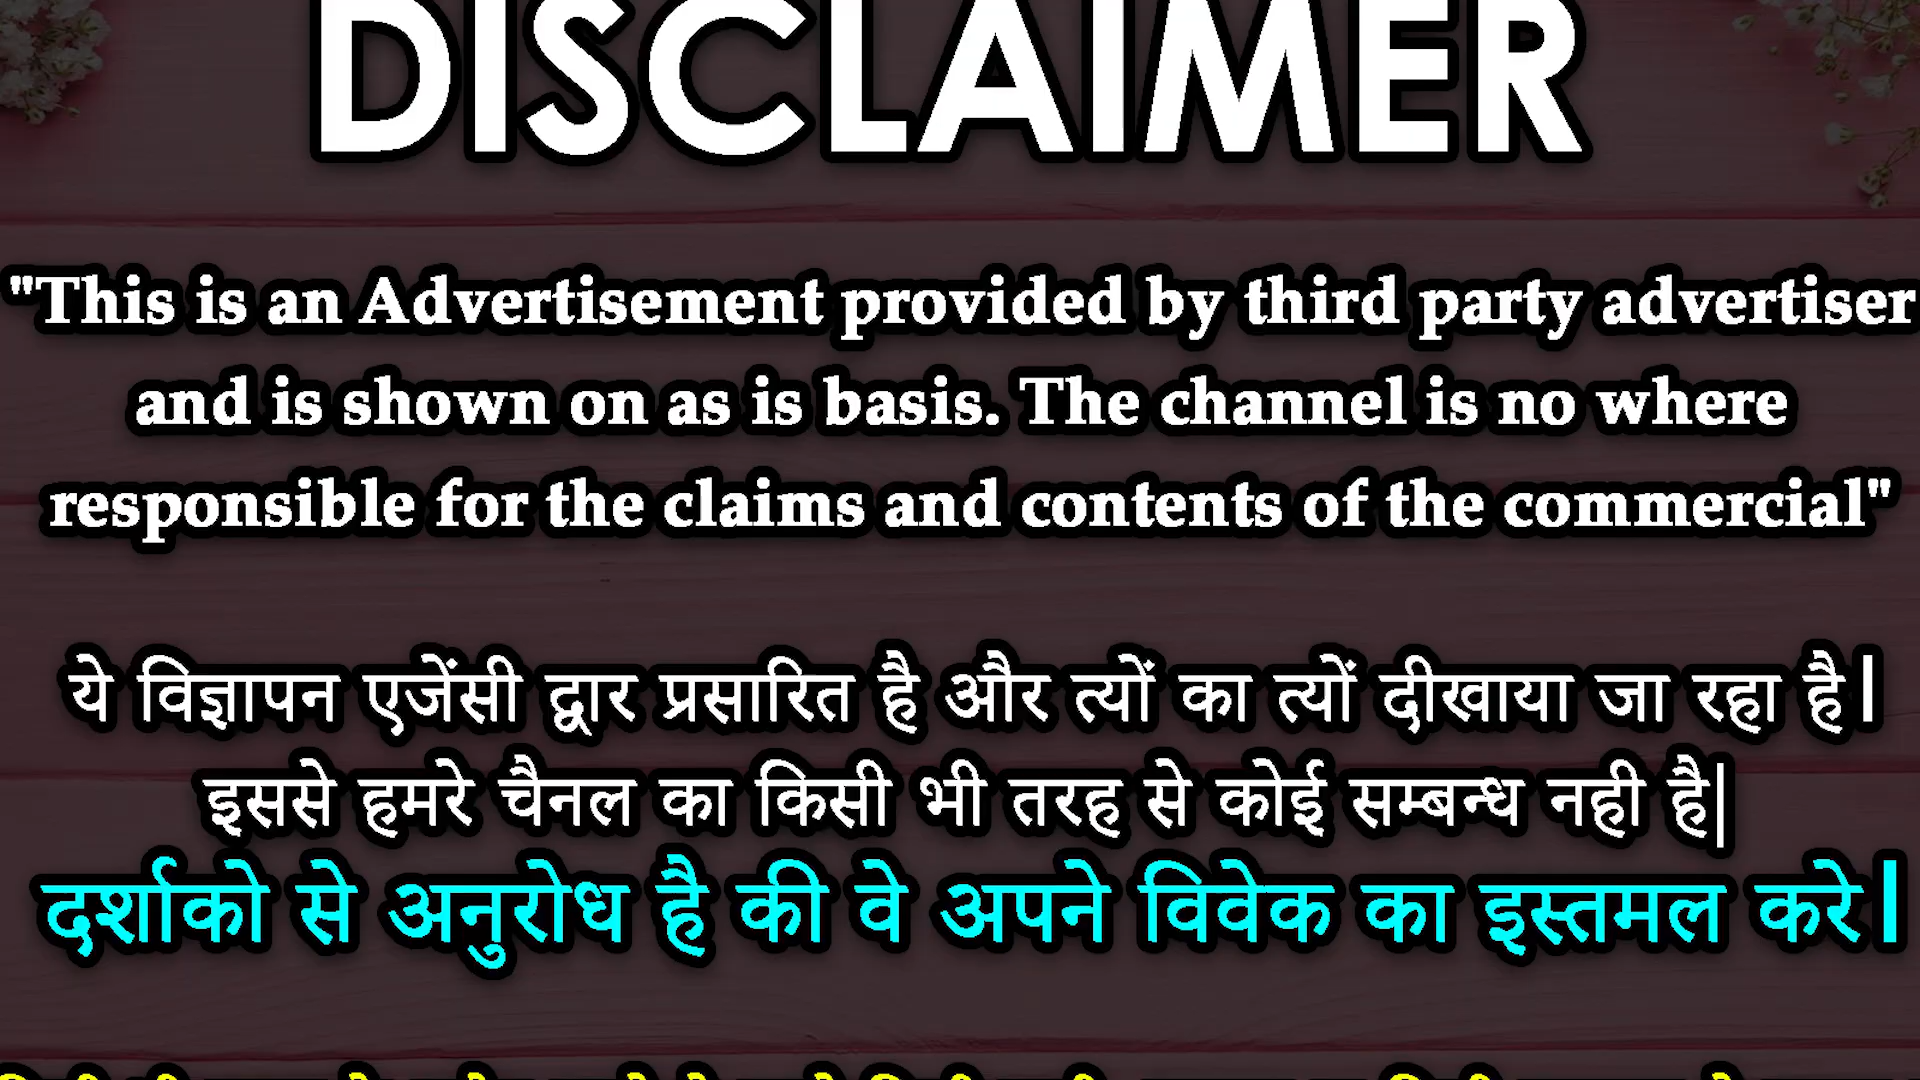 DISCLAIMER
"This is an Advertisement provided by third party advertiser
and is shown on as is basis. The channel is no where
responsible for the claims and contents of the commercial"
ये विज्ञापन एजेंसी द्वार प्रसारित है और त्यों का त्यों दीखाया जा रहा है।
इससे हमरे चैनल का किसी भी तरह से कोई सम्बन्ध नही है|
दर्शाको से अनुरोध है की वे अपने विवेक का इस्तमल करे।